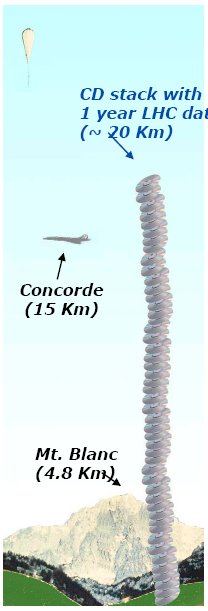 CD stack with
1 year LHC dat
(~ 20 Km)
Concorde
(15 Km)
Mt. Blanc
(4.8 Km)